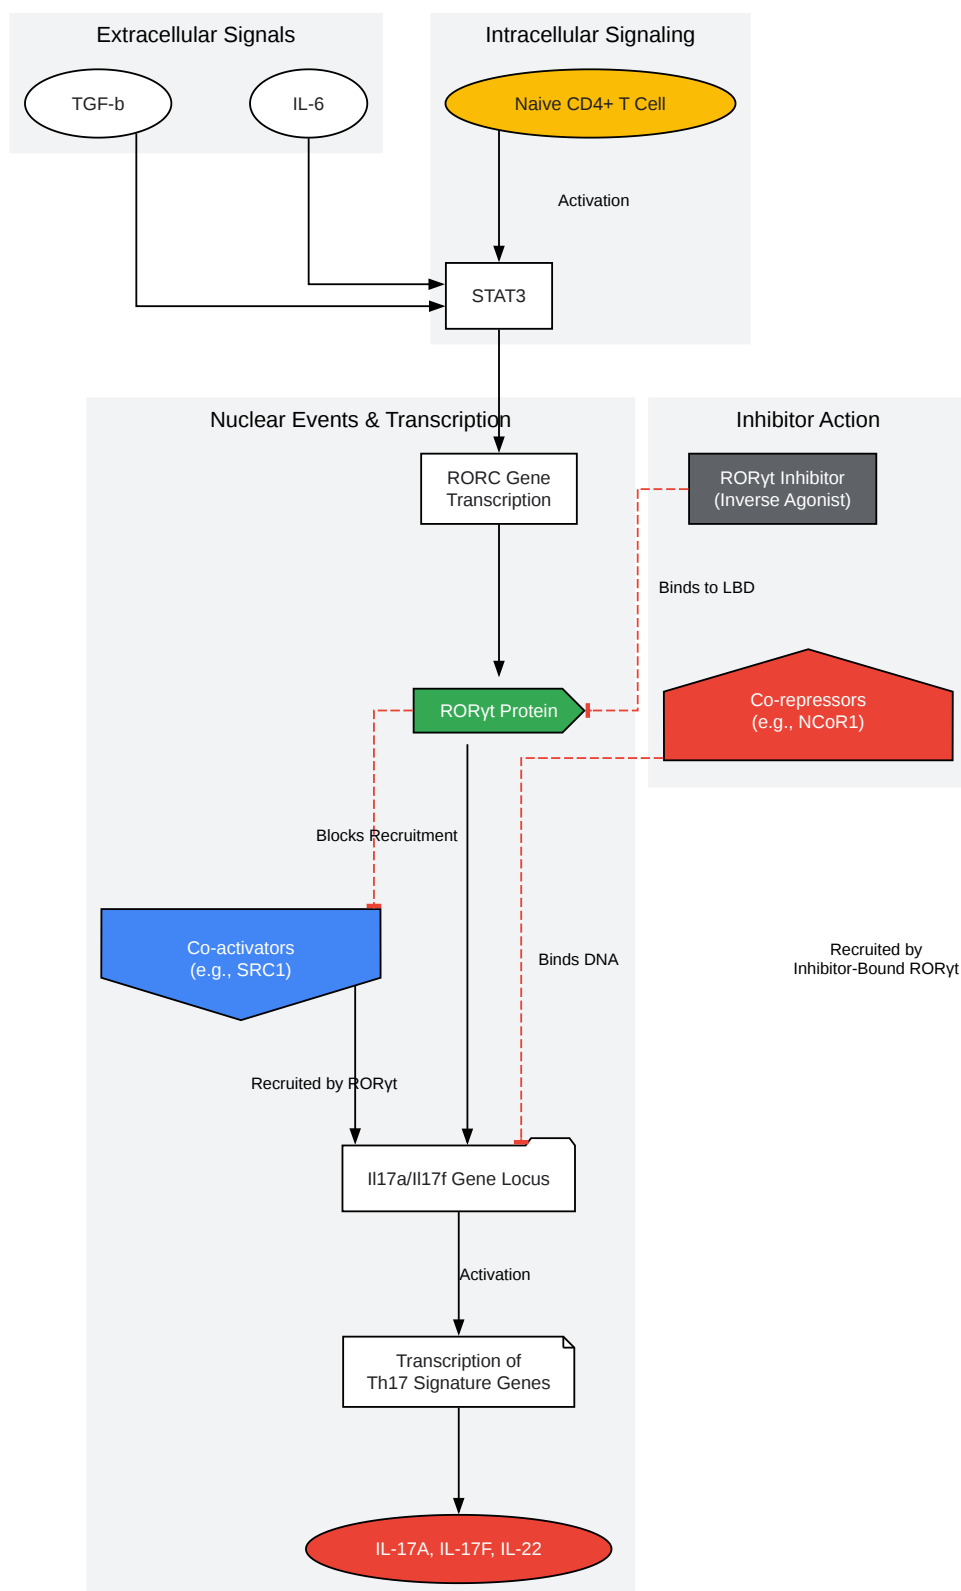 Extracellular Signals
Intracellular Signaling
TGF-b
IL-6
Naive CD4+ T Cell
Activation
STAT3
Nuclear Events & Transcription
Inhibitor Action
RORC Gene
Transcription
RORγt Inhibitor
(Inverse Agonist)
Binds to LBD
RORγt Protein
Co-repressors
(e.g., NCoR1)
Blocks Recruitment
Co-activators
(e.g., SRC1)
Binds DNA
Recruited by
Inhibitor-Bound RORγt
Recruited by RORγt
Il17a/Il17f Gene Locus
Activation
Transcription of
Th17 Signature Genes
IL-17A, IL-17F, IL-22